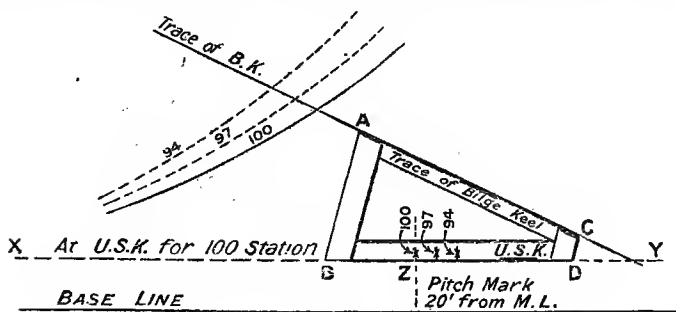 Trace of B.K.
94
97
100
A
Trace of Bilge Keel
C
100
97
94
X At U.S.K. for 100 Station
U.S.K.
Y
B
Z
D
Pitch Mark
20' from M.L.
BASE LINE